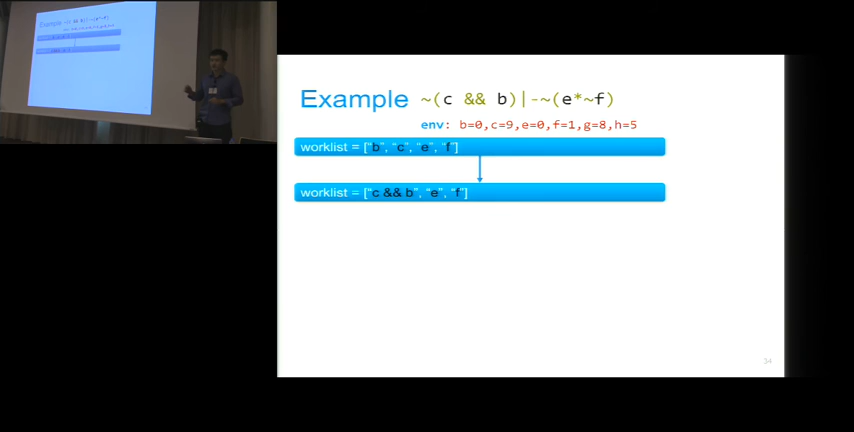 Example ~(c && b)|-~(e*~f)
env: b=0,c=9,e=0,f=1,g=8,h=5
worklist = ["b", "c", "e", "f"]
worklist = ["c && b", "e", "f"]
34